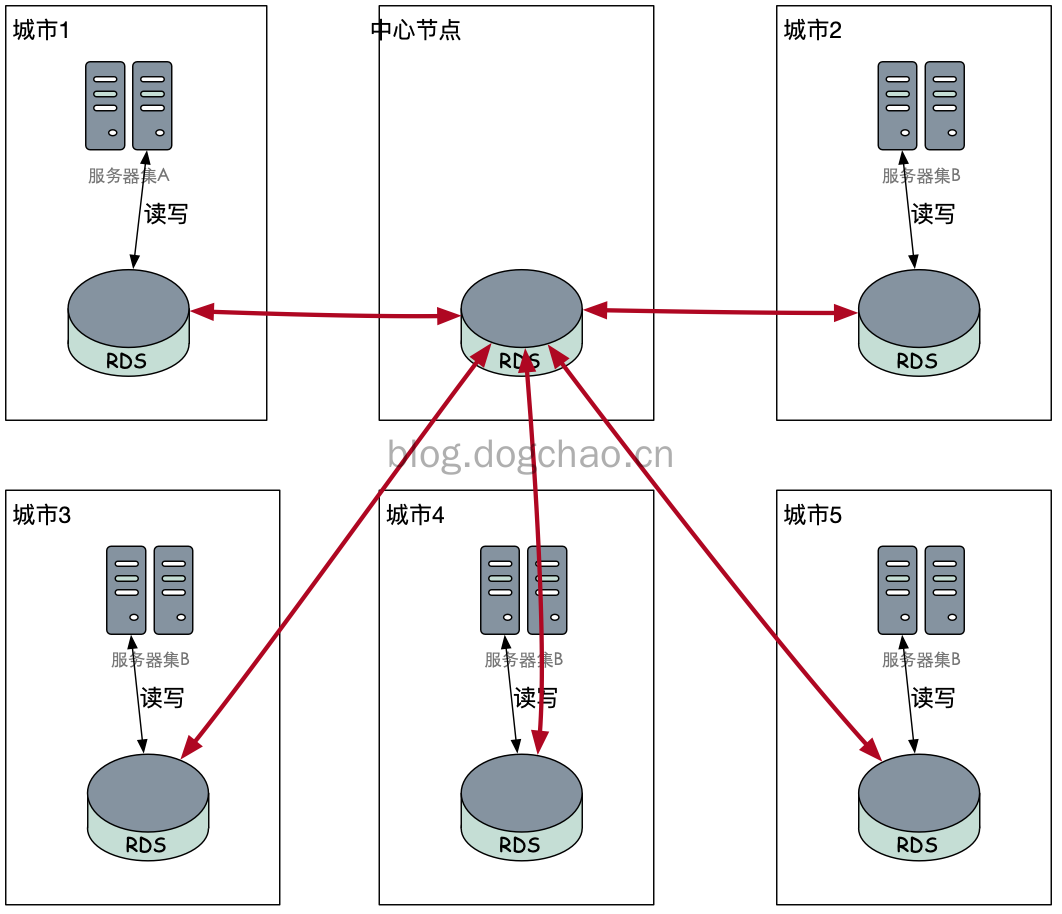 城市1
中心节点
城市2
服务器集A
服务器集B
读写
读写
RDS
RDS
RDS
blog.dogchao.cn
城市3
城市4
城市5
服务器集B
服务器集B
服务器集B
读写
读写
读写
RDS
RDS
RDS